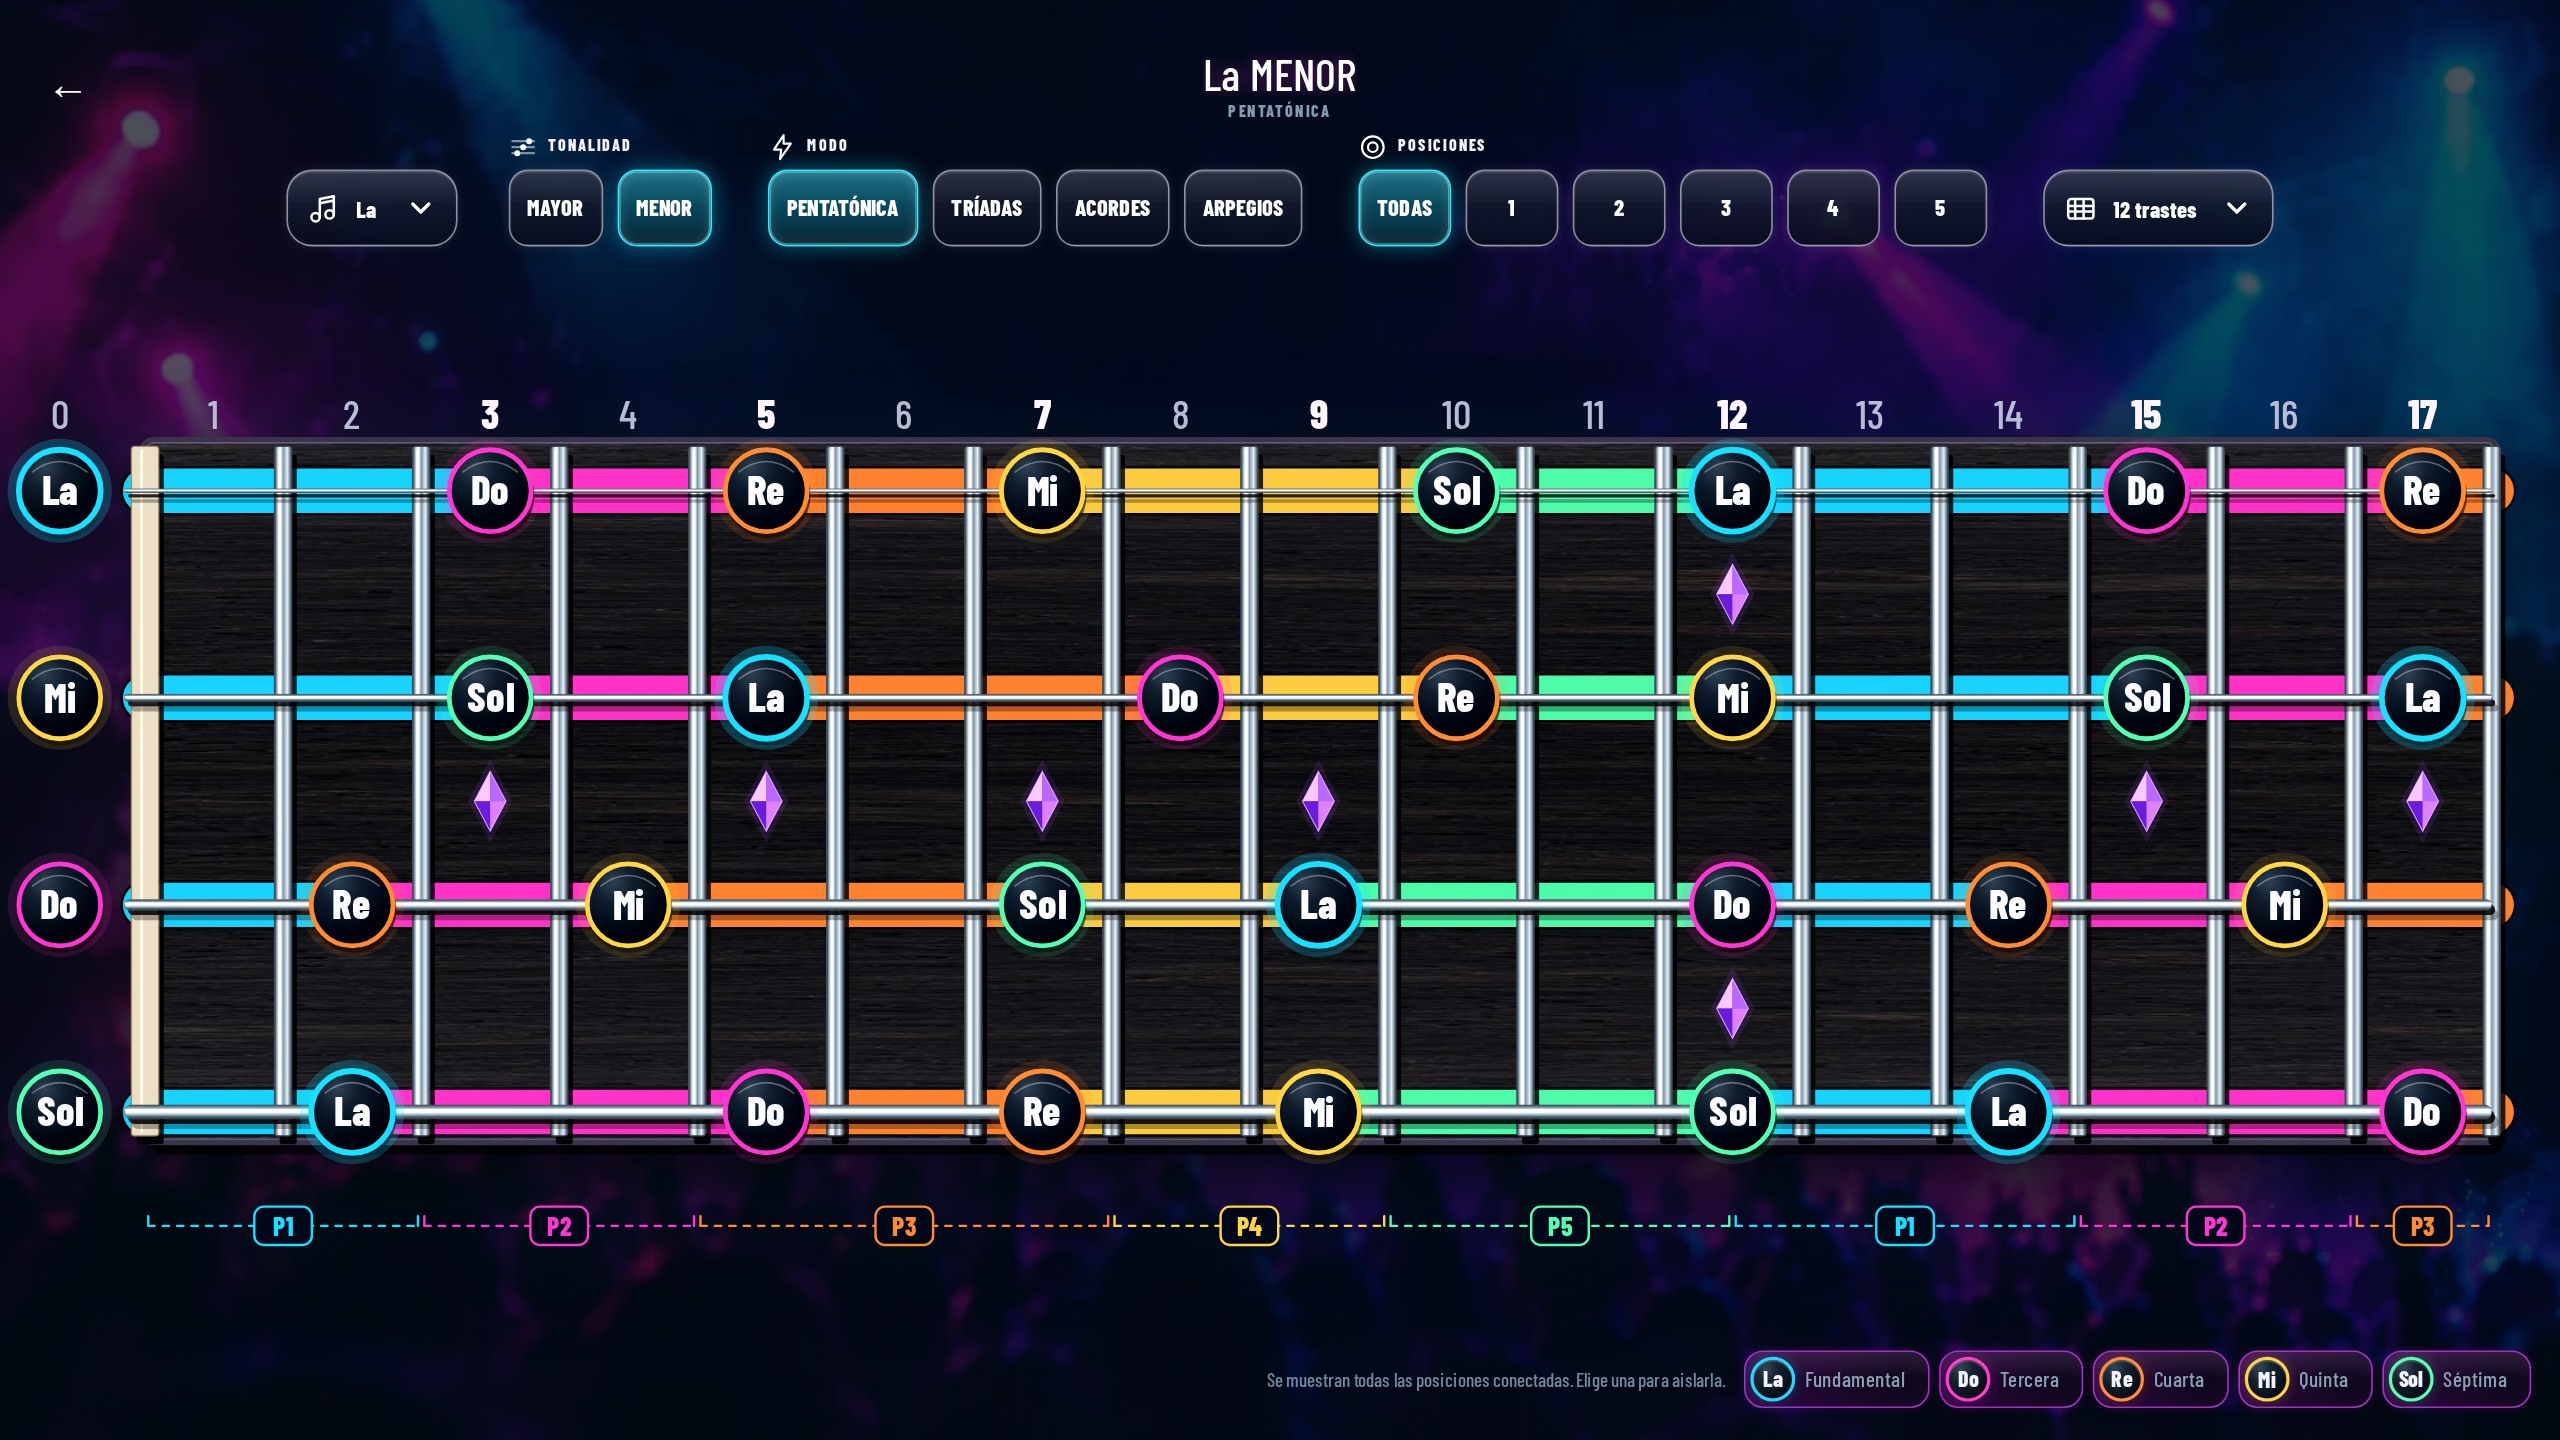 ←
La MENOR
PENTATÓNICA
TONALIDAD
MODO
POSICIONES
La
MAYOR
MENOR
PENTATÓNICA
TRÍADAS
ACORDES
ARPEGIOS
TODAS
1
2
3
4
5
12 trastes
0 1 2 3 4 5 6 7 8 9 10 11 12 13 14 15 16 17
La Do Re Mi Sol La Do Re
Mi Sol La Do Re Mi Sol La
Do Re Mi Sol La Do Re Mi
Sol La Do Re Mi Sol La Do
P1 P2 P3 P4 P5 P1 P2 P3
Se muestran todas las posiciones conectadas. Elige una para aislarla.
La Fundamental
Do Tercera
Re Cuarta
Mi Quinta
Sol Séptima